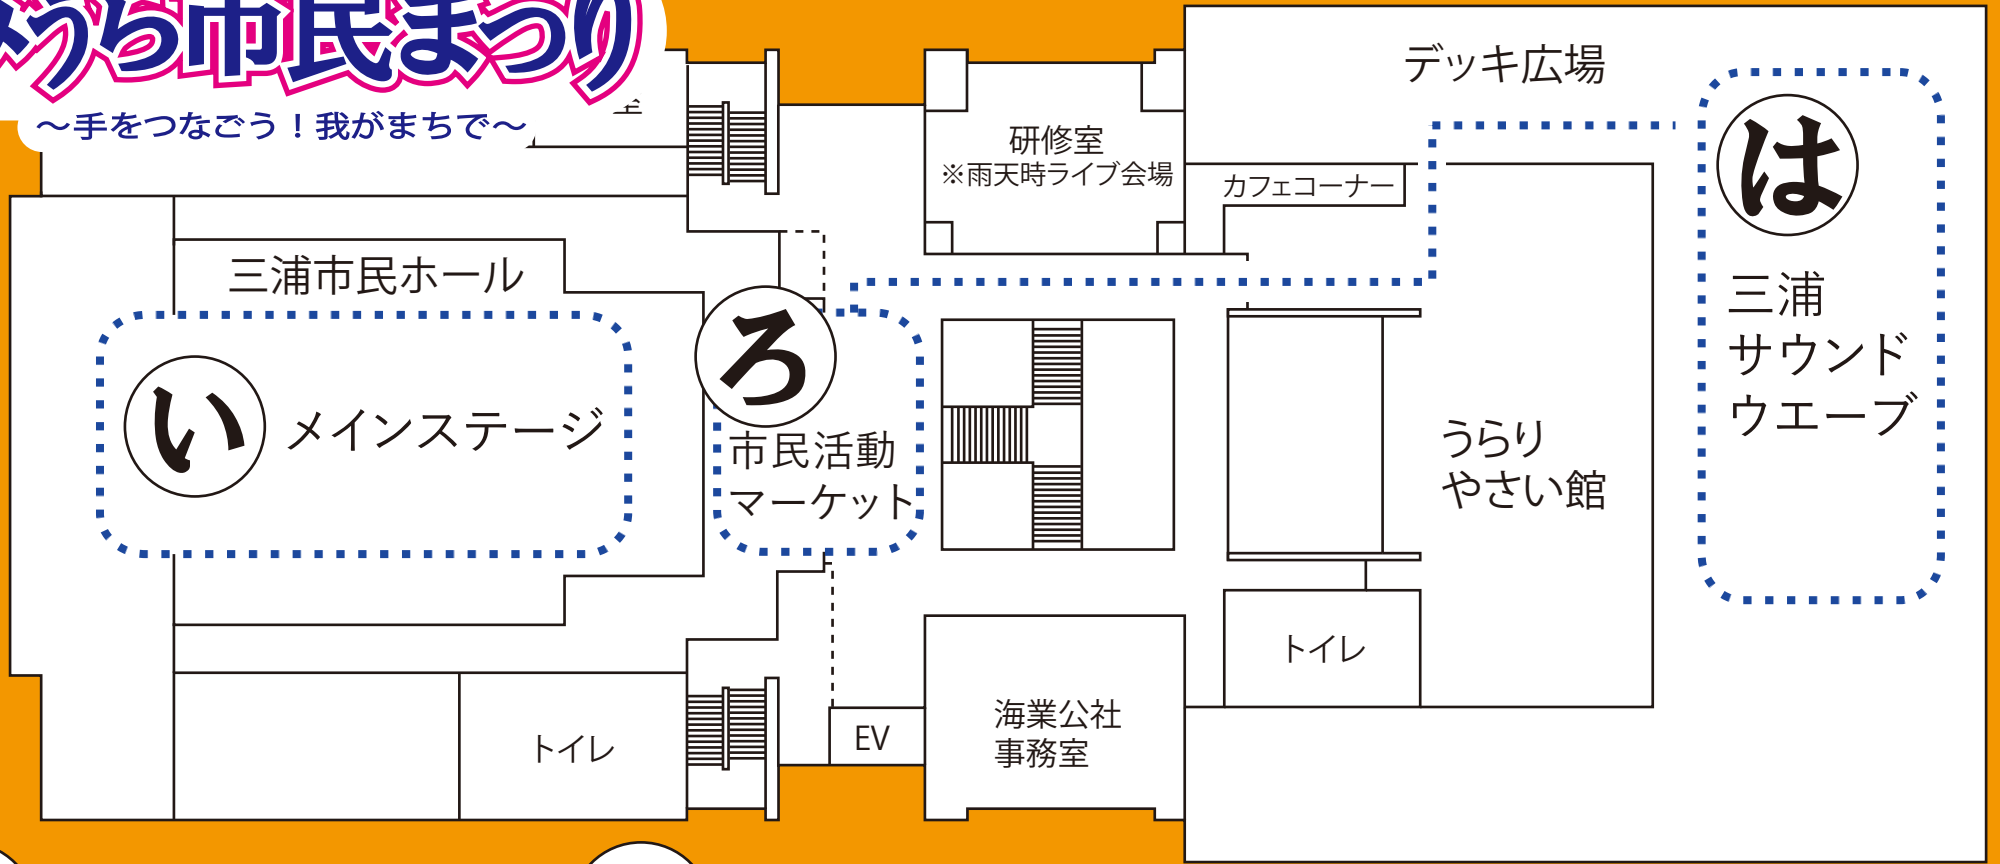 うら市民まつり
～手をつなごう！我がまちで～
デッキ広場
研修室
※雨天時ライブ会場
カフェコーナー
は
三浦
サウンド
ウエーブ
三浦市民ホール
い
メインステージ
ろ
市民活動
マーケット
うらり
やさい館
トイレ
トイレ
EV
海業公社
事務室